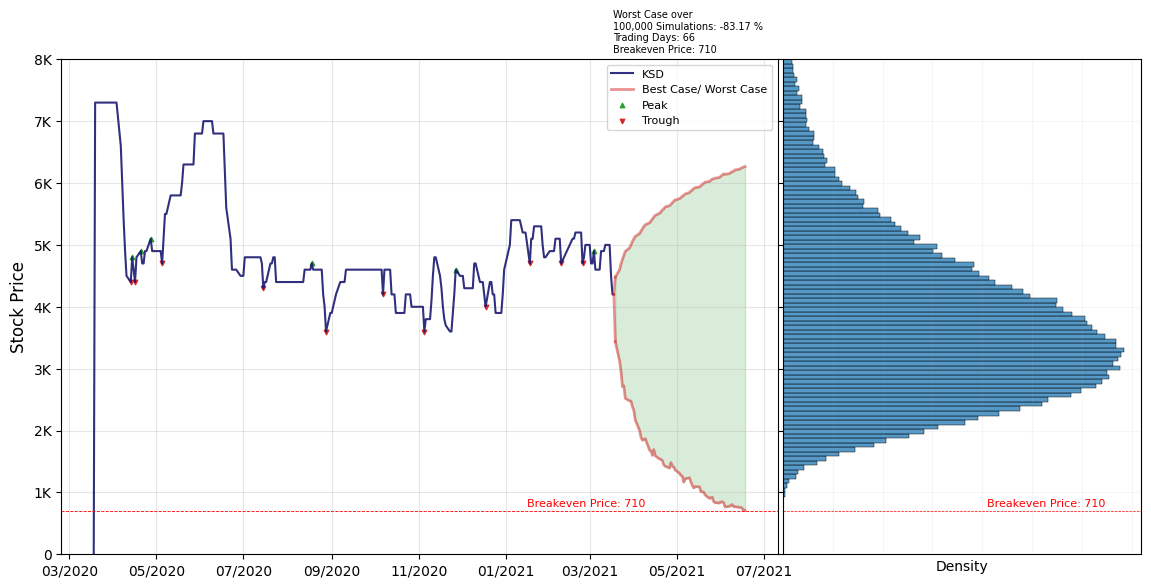 Worst Case over
100,000 Simulations: -83.17 %
Trading Days: 66
Breakeven Price: 710
KSD
Best Case/ Worst Case
Peak
Trough
Stock Price
8K
7K
6K
5K
4K
3K
2K
1K
0
Breakeven Price: 710
Breakeven Price: 710
03/2020 05/2020 07/2020 09/2020 11/2020 01/2021 03/2021 05/2021 07/2021
Density